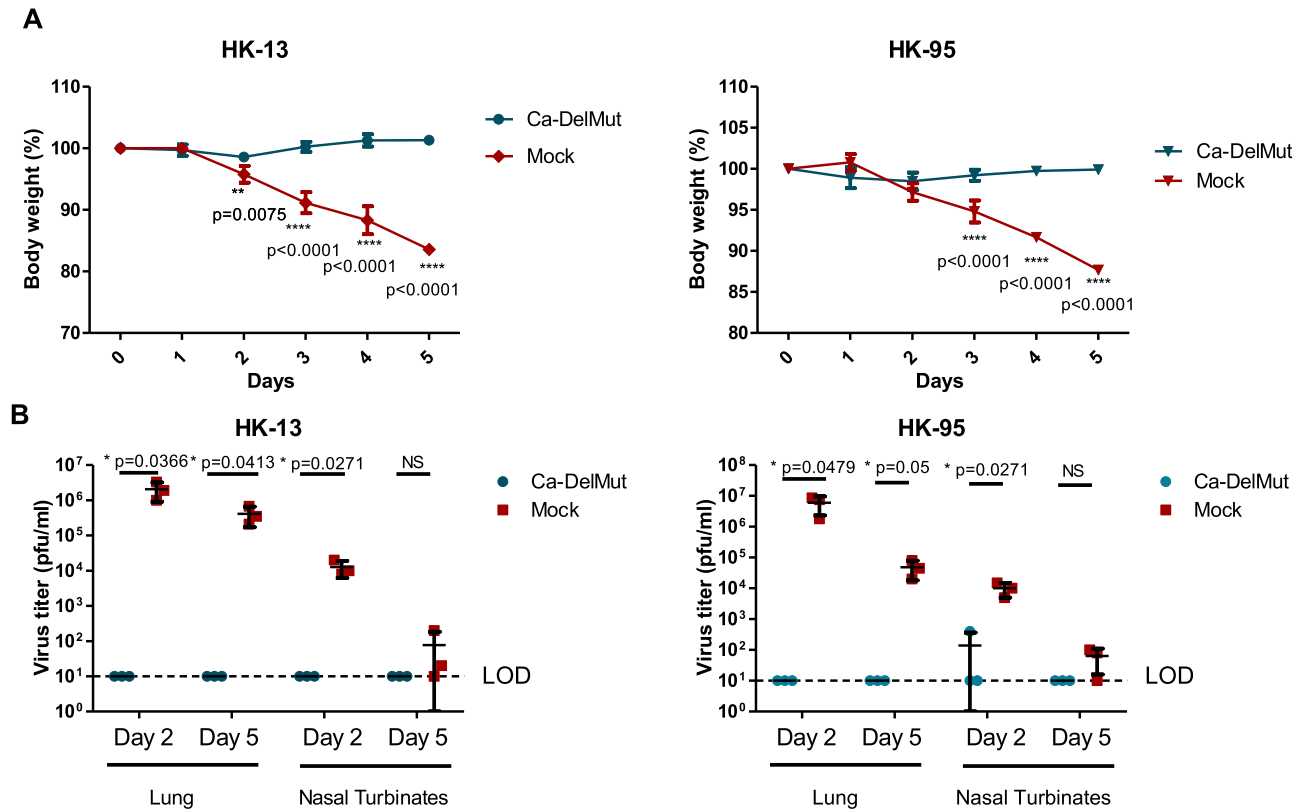 A
HK-13
Body weight (%)
110
100
90
80
70
**
p=0.0075
****
p<0.0001
****
p<0.0001
****
p<0.0001
0 1 2 3 4 5
Days
Ca-DelMut
Mock
HK-95
Body weight (%)
110
105
100
95
90
85
80
****
p<0.0001
****
p<0.0001
****
p<0.0001
0 1 2 3 4 5
Days
Ca-DelMut
Mock
B
HK-13
Virus titer (pfu/ml)
10⁷
10⁶
10⁵
10⁴
10³
10²
10¹
10⁰
* p=0.0366 * p=0.0413 * p=0.0271 NS
Ca-DelMut
Mock
LOD
Day 2 Day 5 Day 2 Day 5
Lung Nasal Turbinates
HK-95
Virus titer (pfu/ml)
10⁸
10⁷
10⁶
10⁵
10⁴
10³
10²
10¹
10⁰
* p=0.0479 * p=0.05 * p=0.0271 NS
Ca-DelMut
Mock
LOD
Day 2 Day 5 Day 2 Day 5
Lung Nasal Turbinates